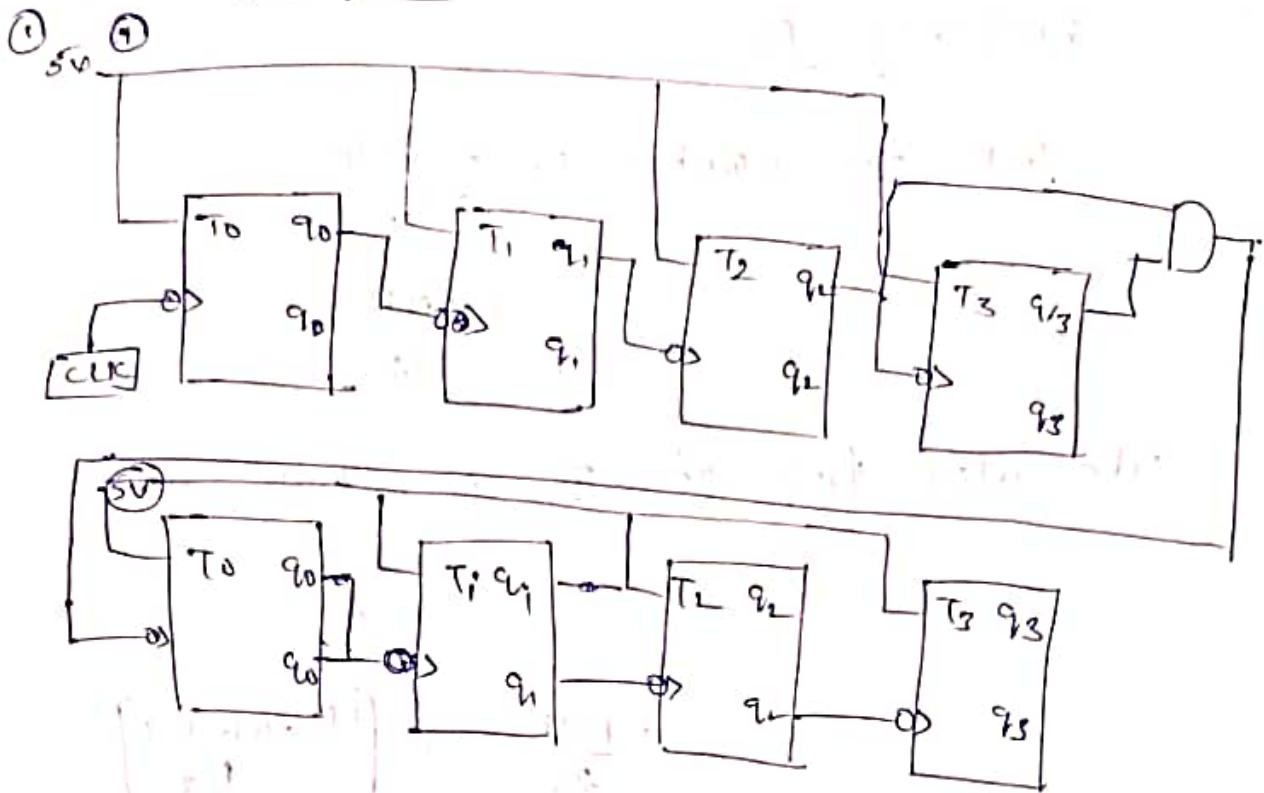 ① ④
5V
T0 q0 T1 q1 T2 q2 T3 q/3
q0 q1 q2 q3
CLK
5V
T0 q0 T1 q1 T2 q2 T3 q3
q0 q1 q2 q3